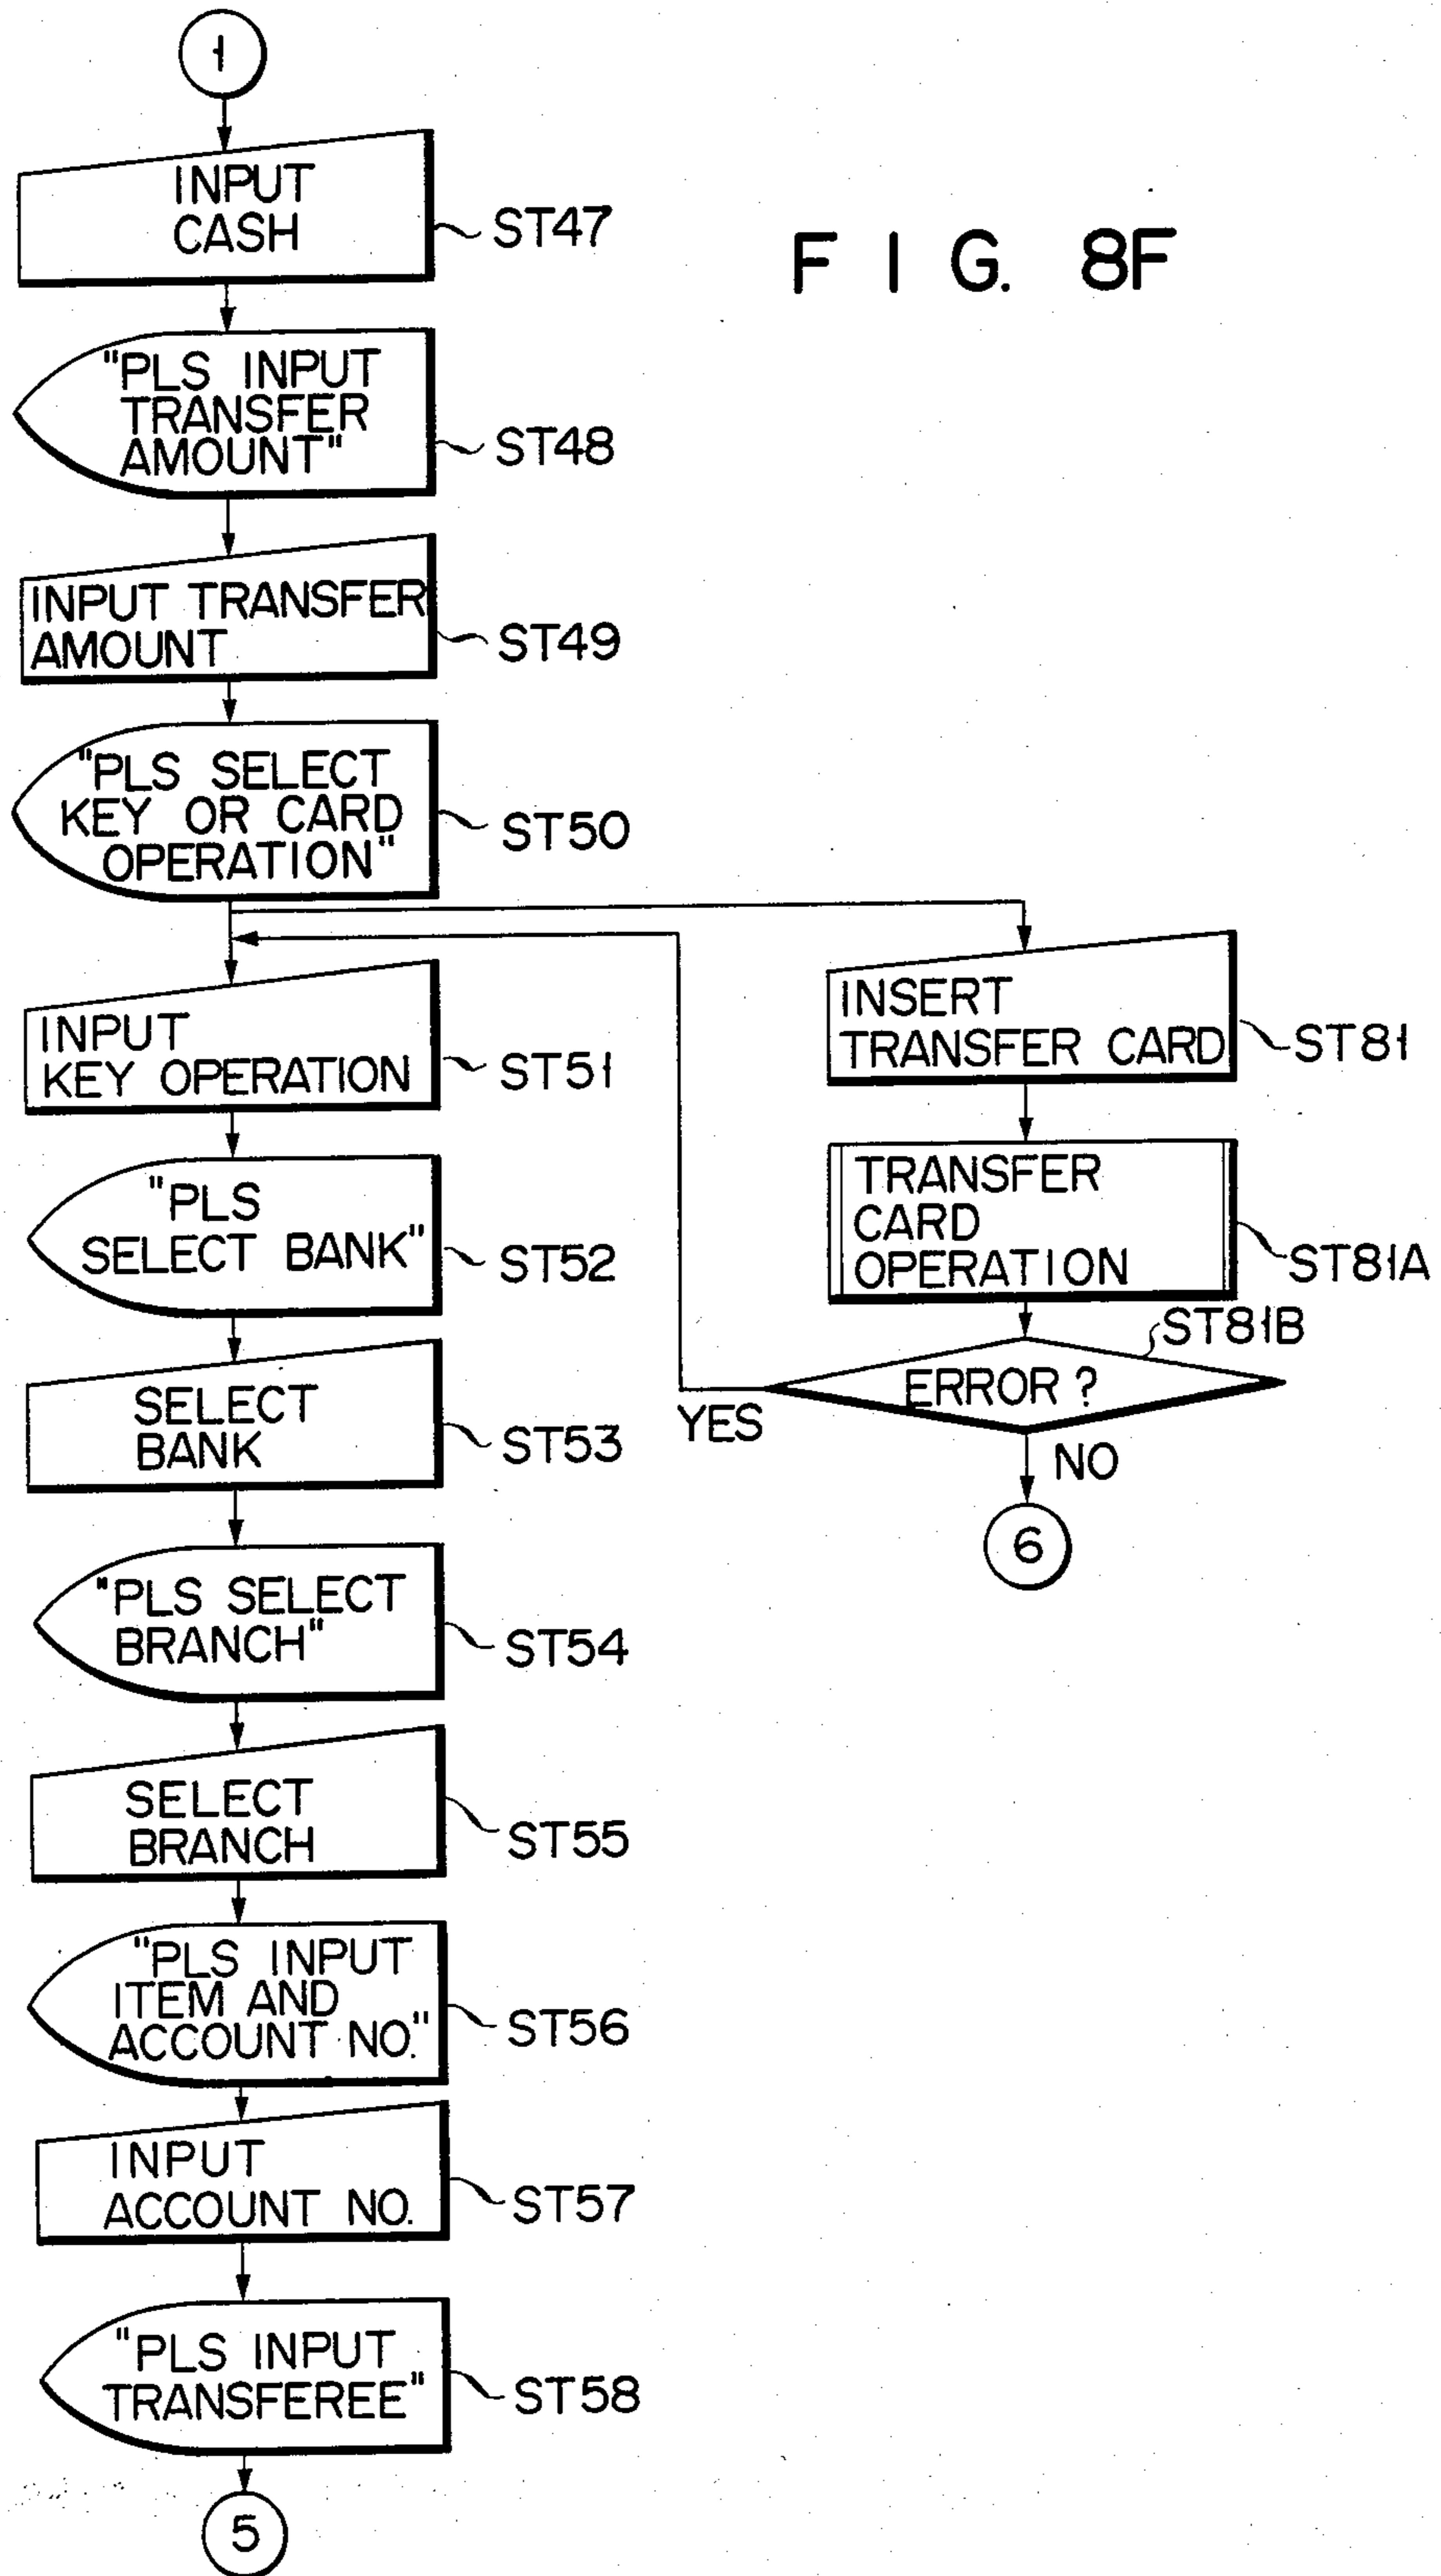 1
INPUT
CASH
ST47
F I G. 8F
"PLS INPUT
TRANSFER
AMOUNT"
ST48
INPUT TRANSFER
AMOUNT
ST49
"PLS SELECT
KEY OR CARD
OPERATION"
ST50
INPUT
KEY OPERATION
ST51
"PLS
SELECT BANK"
ST52
SELECT
BANK
ST53
"PLS SELECT
BRANCH"
ST54
SELECT
BRANCH
ST55
"PLS INPUT
ITEM AND
ACCOUNT NO."
ST56
INPUT
ACCOUNT NO.
ST57
"PLS INPUT
TRANSFEREE"
ST58
5
INSERT
TRANSFER CARD
ST81
TRANSFER
CARD
OPERATION
ST81A
ST81B
ERROR ?
YES
NO
6